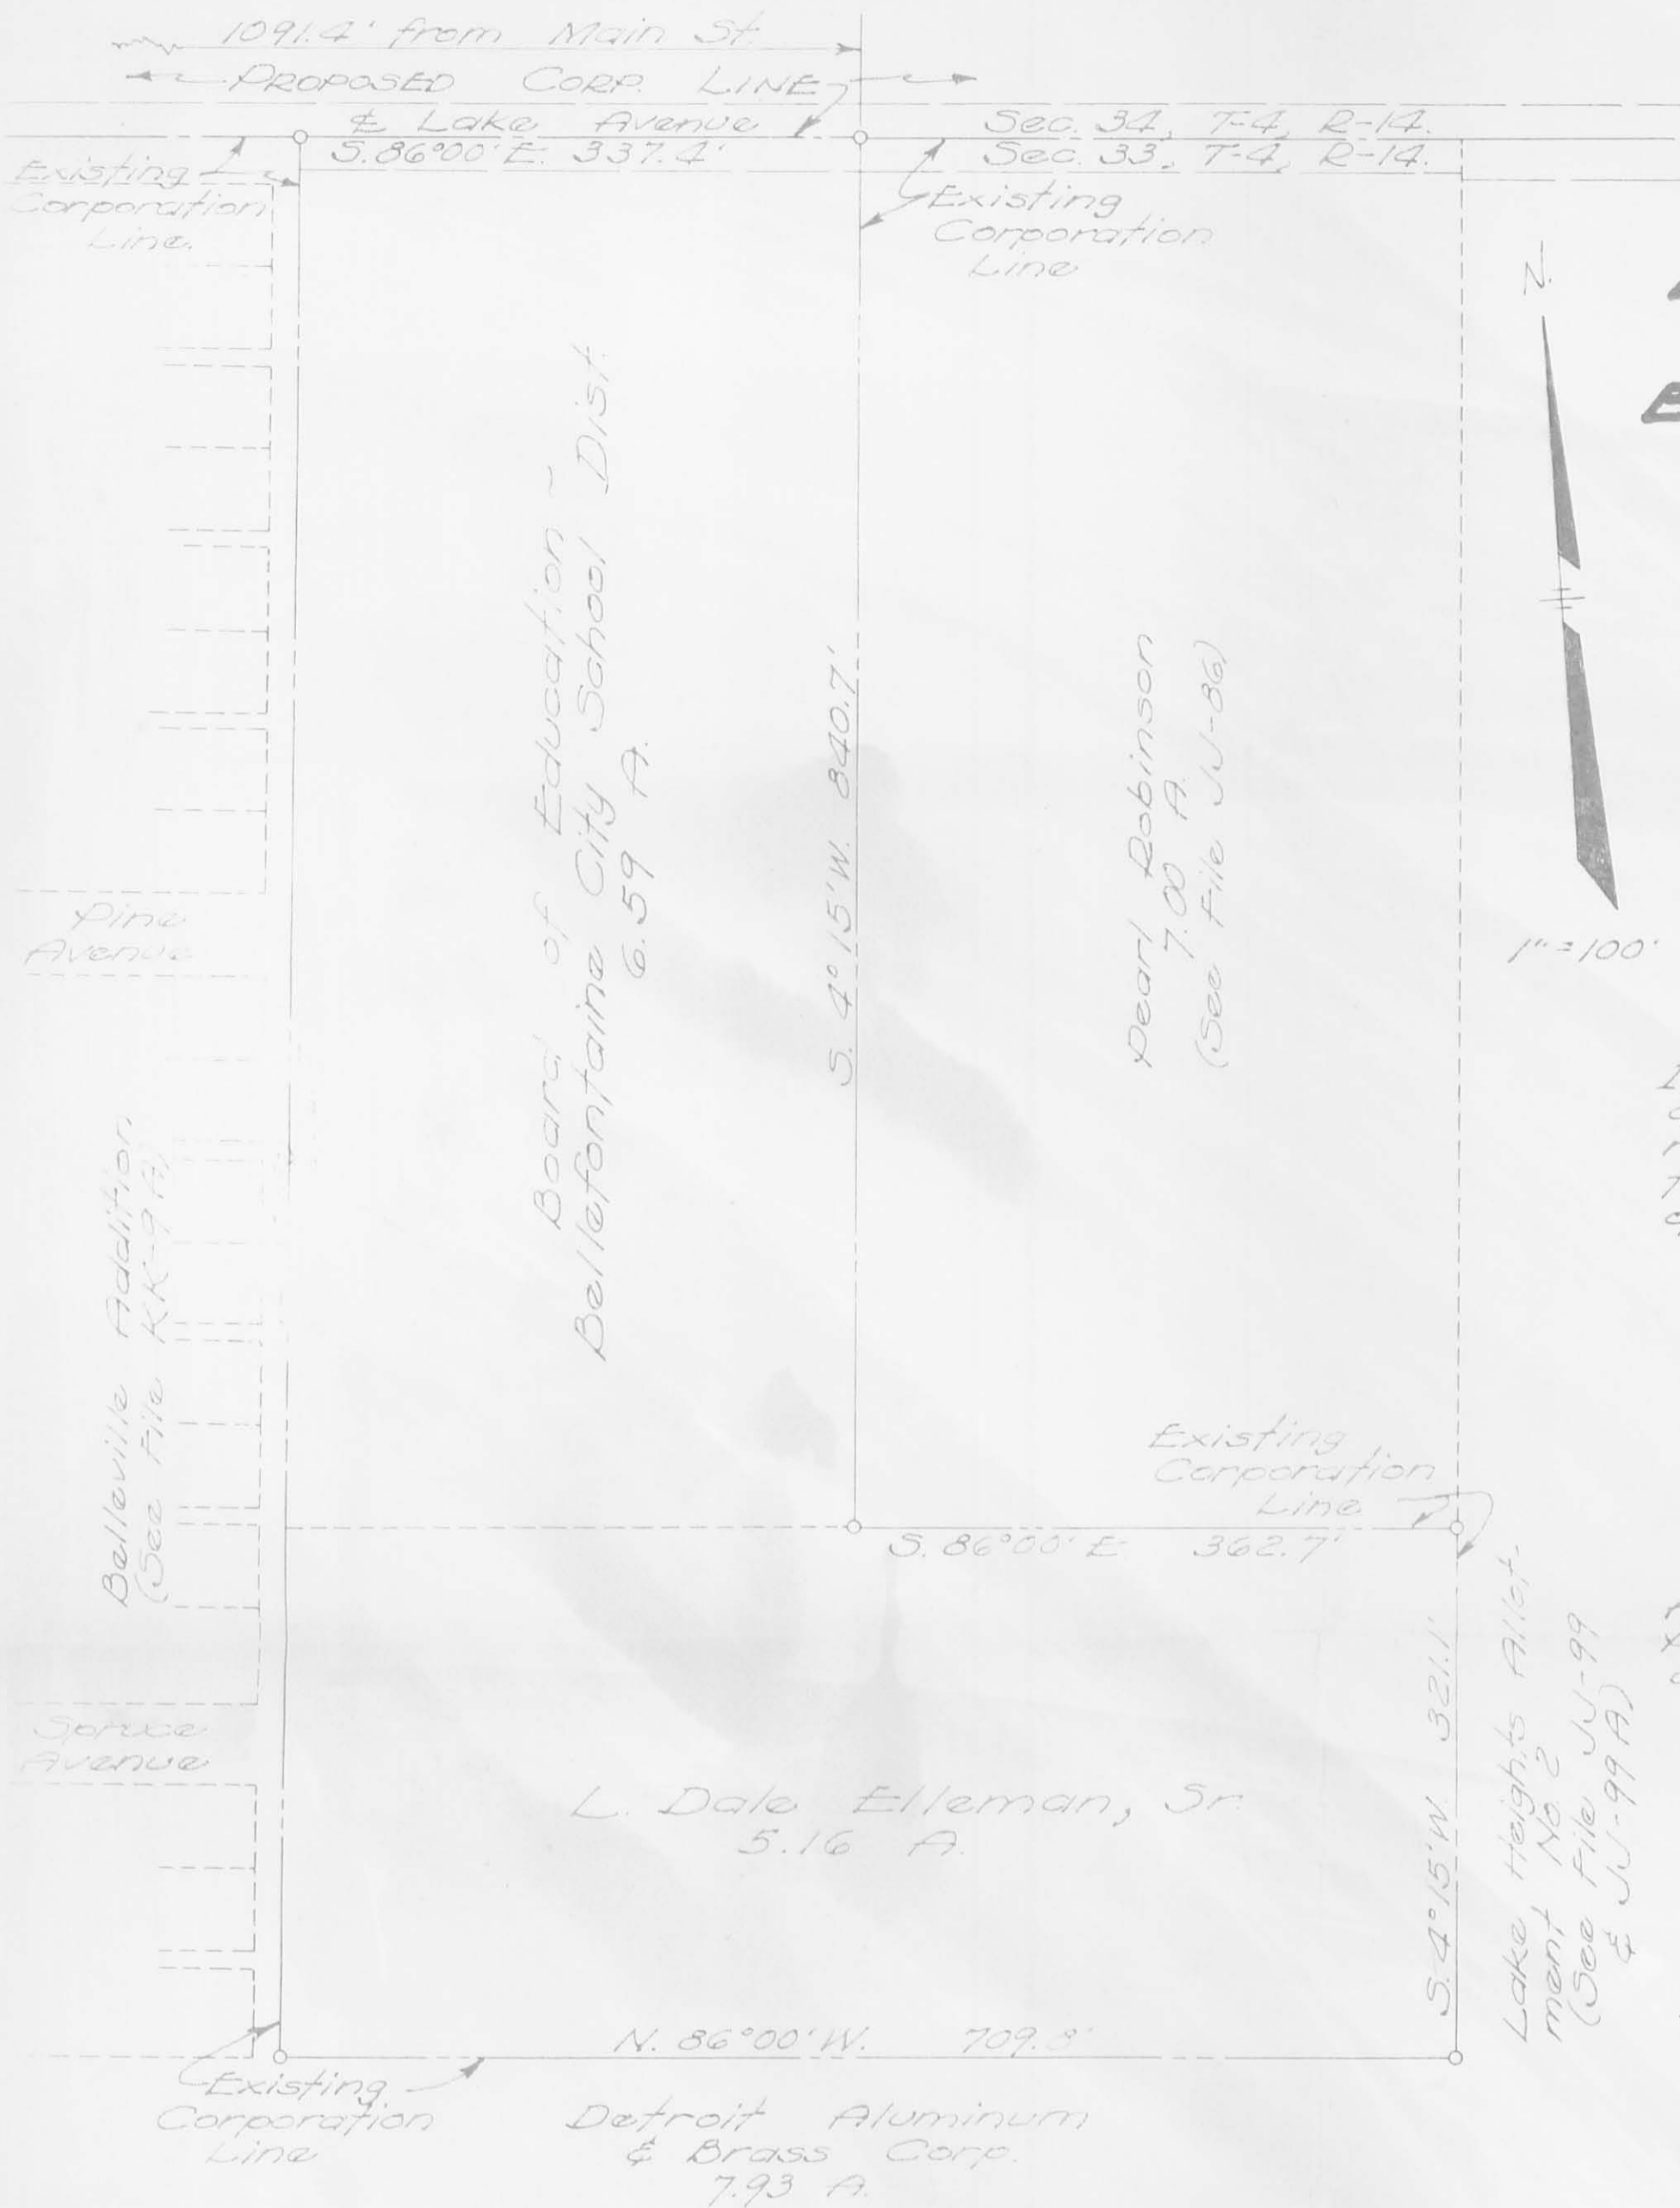 1091.4' from Main St.
PROPOSED CORP. LINE
℄ Lake Avenue
S. 86°00' E. 337.4'
Sec. 34, T-4, R-14.
Sec. 33, T-4, R-14.
Existing
Corporation
Line.
Existing
Corporation
Line
N.
Board of Education -
Bellefontaine City School Dist.
6.59 A.
S. 4°15'W. 840.7'
Pearl Robinson
7.00 A.
(See File JJ-86)
1"=100'
Pine
Avenue
Belleville Addition
(See File KK-9A)
Existing
Corporation
Line
S. 86°00' E. 362.7'
Spruce
Avenue
L. Dale Elleman, Sr.
5.16 A.
S. 4°15'W. 321.1'
Lake Heights Allot-
ment No. 2
(See File JJ-99
& JJ-99A)
N. 86°00'W. 709.8'
Existing
Corporation
Line
Detroit Aluminum
& Brass Corp.
7.93 A.